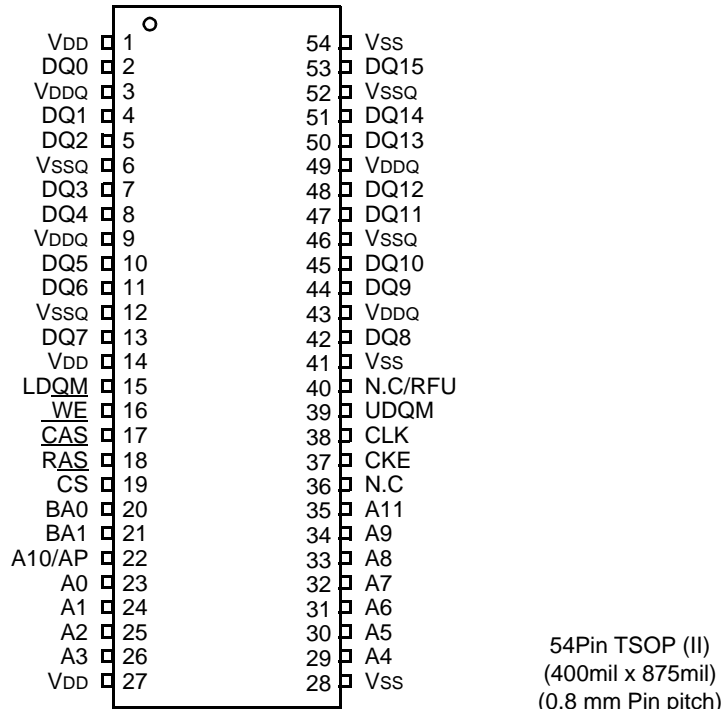 VDD 1 54 VSS
DQ0 2 53 DQ15
VDDQ 3 52 VSSQ
DQ1 4 51 DQ14
DQ2 5 50 DQ13
VSSQ 6 49 VDDQ
DQ3 7 48 DQ12
DQ4 8 47 DQ11
VDDQ 9 46 VSSQ
DQ5 10 45 DQ10
DQ6 11 44 DQ9
VSSQ 12 43 VDDQ
DQ7 13 42 DQ8
VDD 14 41 VSS
LDQM 15 40 N.C/RFU
WE 16 39 UDQM
CAS 17 38 CLK
RAS 18 37 CKE
CS 19 36 N.C
BA0 20 35 A11
BA1 21 34 A9
A10/AP 22 33 A8
A0 23 32 A7
A1 24 31 A6
A2 25 30 A5
A3 26 29 A4
VDD 27 28 VSS
54Pin TSOP (II)
(400mil x 875mil)
(0.8 mm Pin pitch)